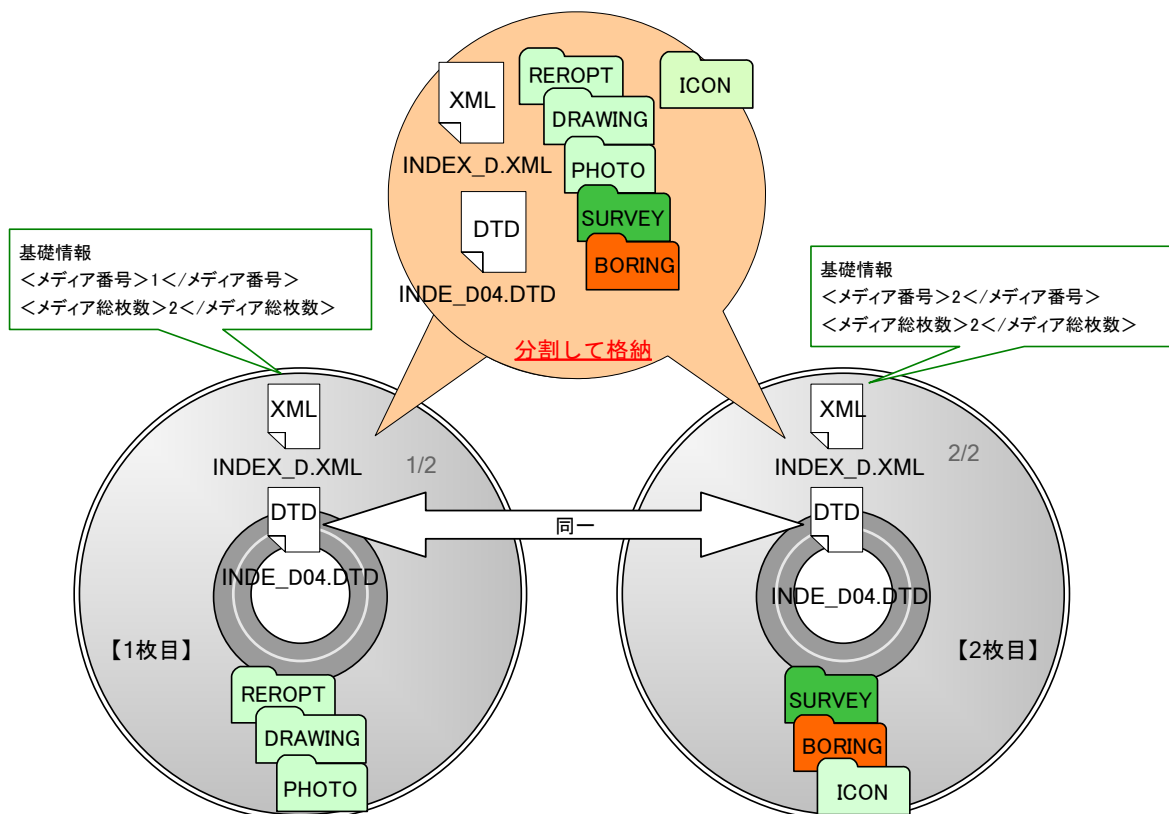 XML
INDEX_D.XML
DTD
INDE_D04.DTD
REROPT
DRAWING
PHOTO
SURVEY
BORING
ICON
分割して格納
基礎情報
<メディア番号>1</メディア番号>
<メディア総枚数>2</メディア総枚数>
基礎情報
<メディア番号>2</メディア番号>
<メディア総枚数>2</メディア総枚数>
XML
INDEX_D.XML
1/2
DTD
INDE_D04.DTD
【1枚目】
REROPT
DRAWING
PHOTO
同一
XML
INDEX_D.XML
2/2
DTD
INDE_D04.DTD
【2枚目】
SURVEY
BORING
ICON